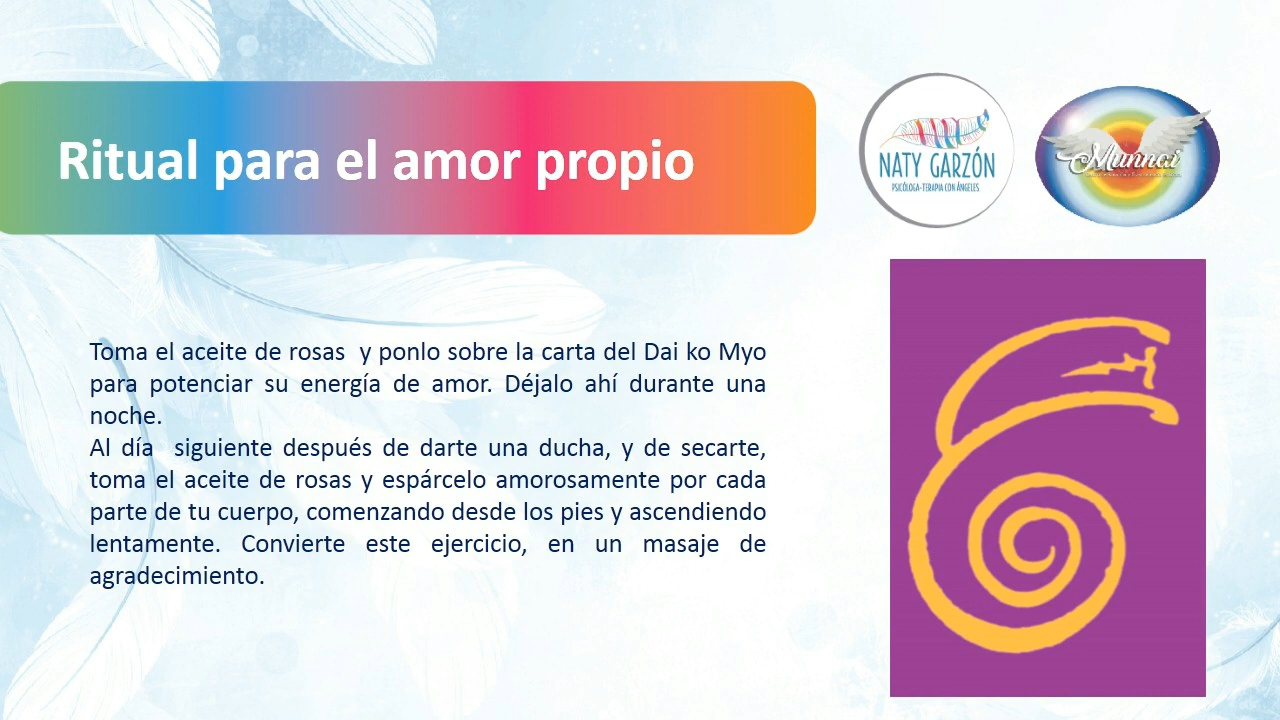 Ritual para el amor propio
NATY GARZÓN
PSICÓLOGA-TERAPIA CON ÁNGELES
Munnai
Toma el aceite de rosas  y ponlo sobre la carta del Dai ko Myo
para potenciar su energía de amor. Déjalo ahí durante una
noche.
Al día  siguiente después de darte una ducha, y de secarte,
toma el aceite de rosas y espárcelo amorosamente por cada
parte de tu cuerpo, comenzando desde los pies y ascendiendo
lentamente. Convierte este ejercicio, en un masaje de
agradecimiento.